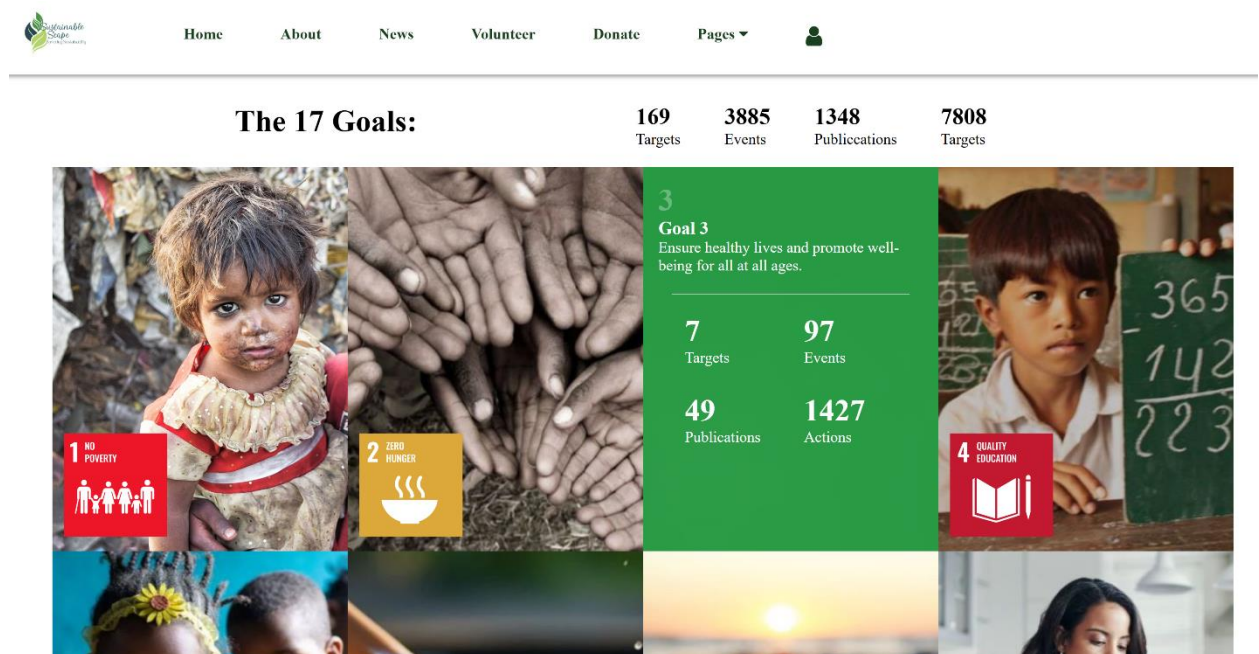 Sustainable
Scape
Home About News Volunteer Donate Pages
The 17 Goals:
169 3885 1348 7808
Targets Events Publiccations Targets
1 NO
POVERTY
2 ZERO
HUNGER
3
Goal 3
Ensure healthy lives and promote well-
being for all at all ages.
7 97
Targets Events
49 1427
Publications Actions
4 QUALITY
EDUCATION
365
- 142
223